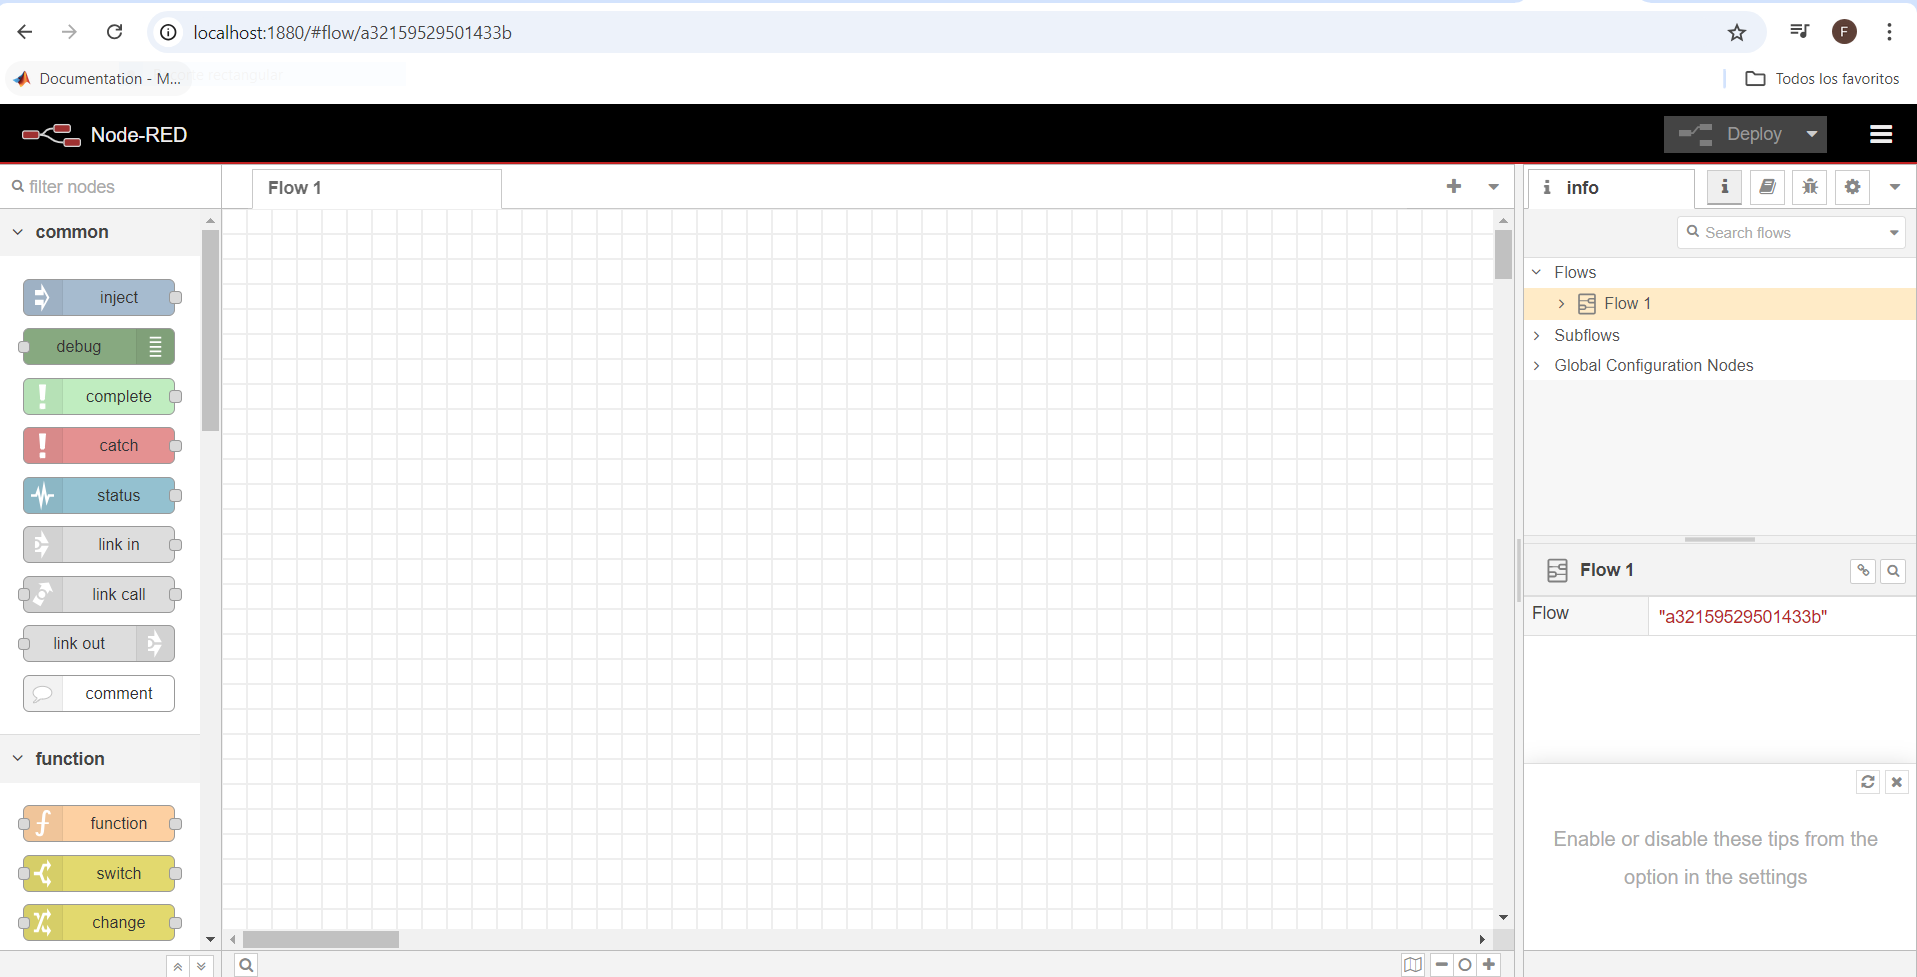 localhost:1880/#flow/a32159529501433b
F
Documentation - M...
Todos los favoritos
Node-RED
Deploy
filter nodes
Flow 1
i info
i
common
Search flows
Flows
Flow 1
Subflows
Global Configuration Nodes
inject
debug
complete
catch
status
link in
link call
link out
comment
Flow 1
Flow
"a32159529501433b"
function
function
switch
change
Enable or disable these tips from the
option in the settings